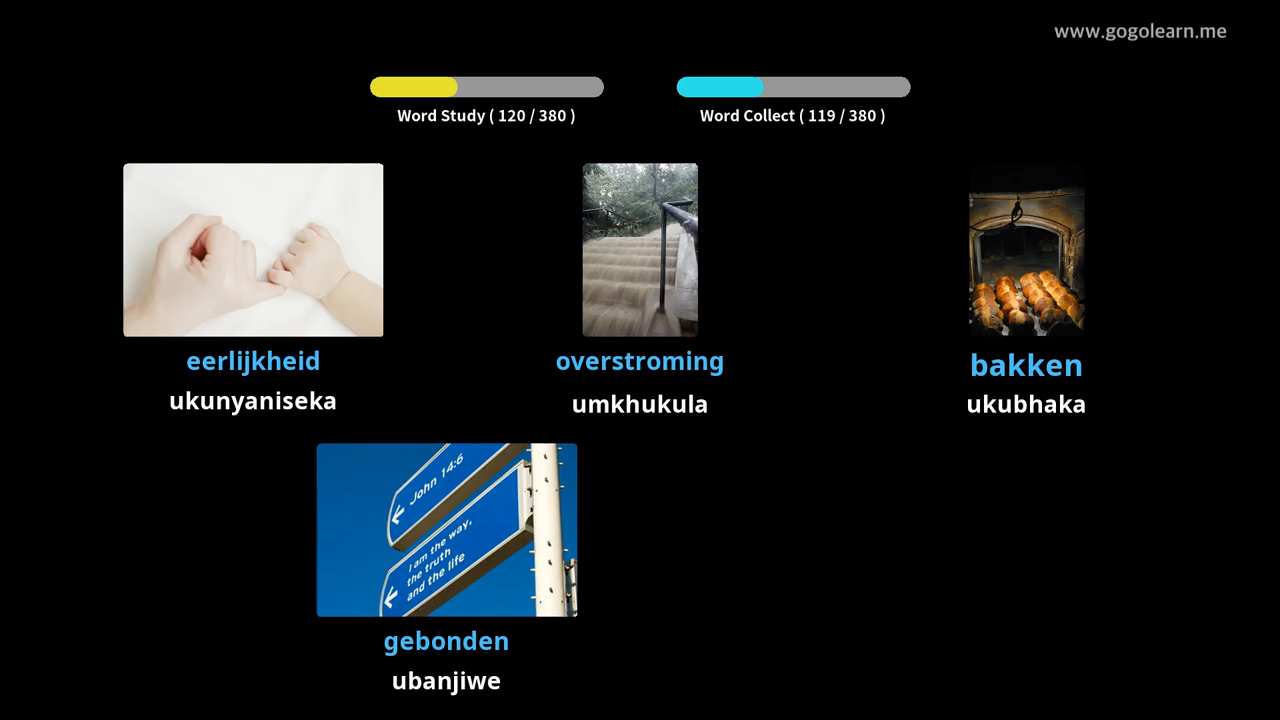 www.gogolearn.me
Word Study ( 120 / 380 )
Word Collect ( 119 / 380 )
eerlijkheid
ukunyaniseka
overstroming
umkhukula
bakken
ukubhaka
John 14:6
I am the way,
the truth
and the life
gebonden
ubanjiwe